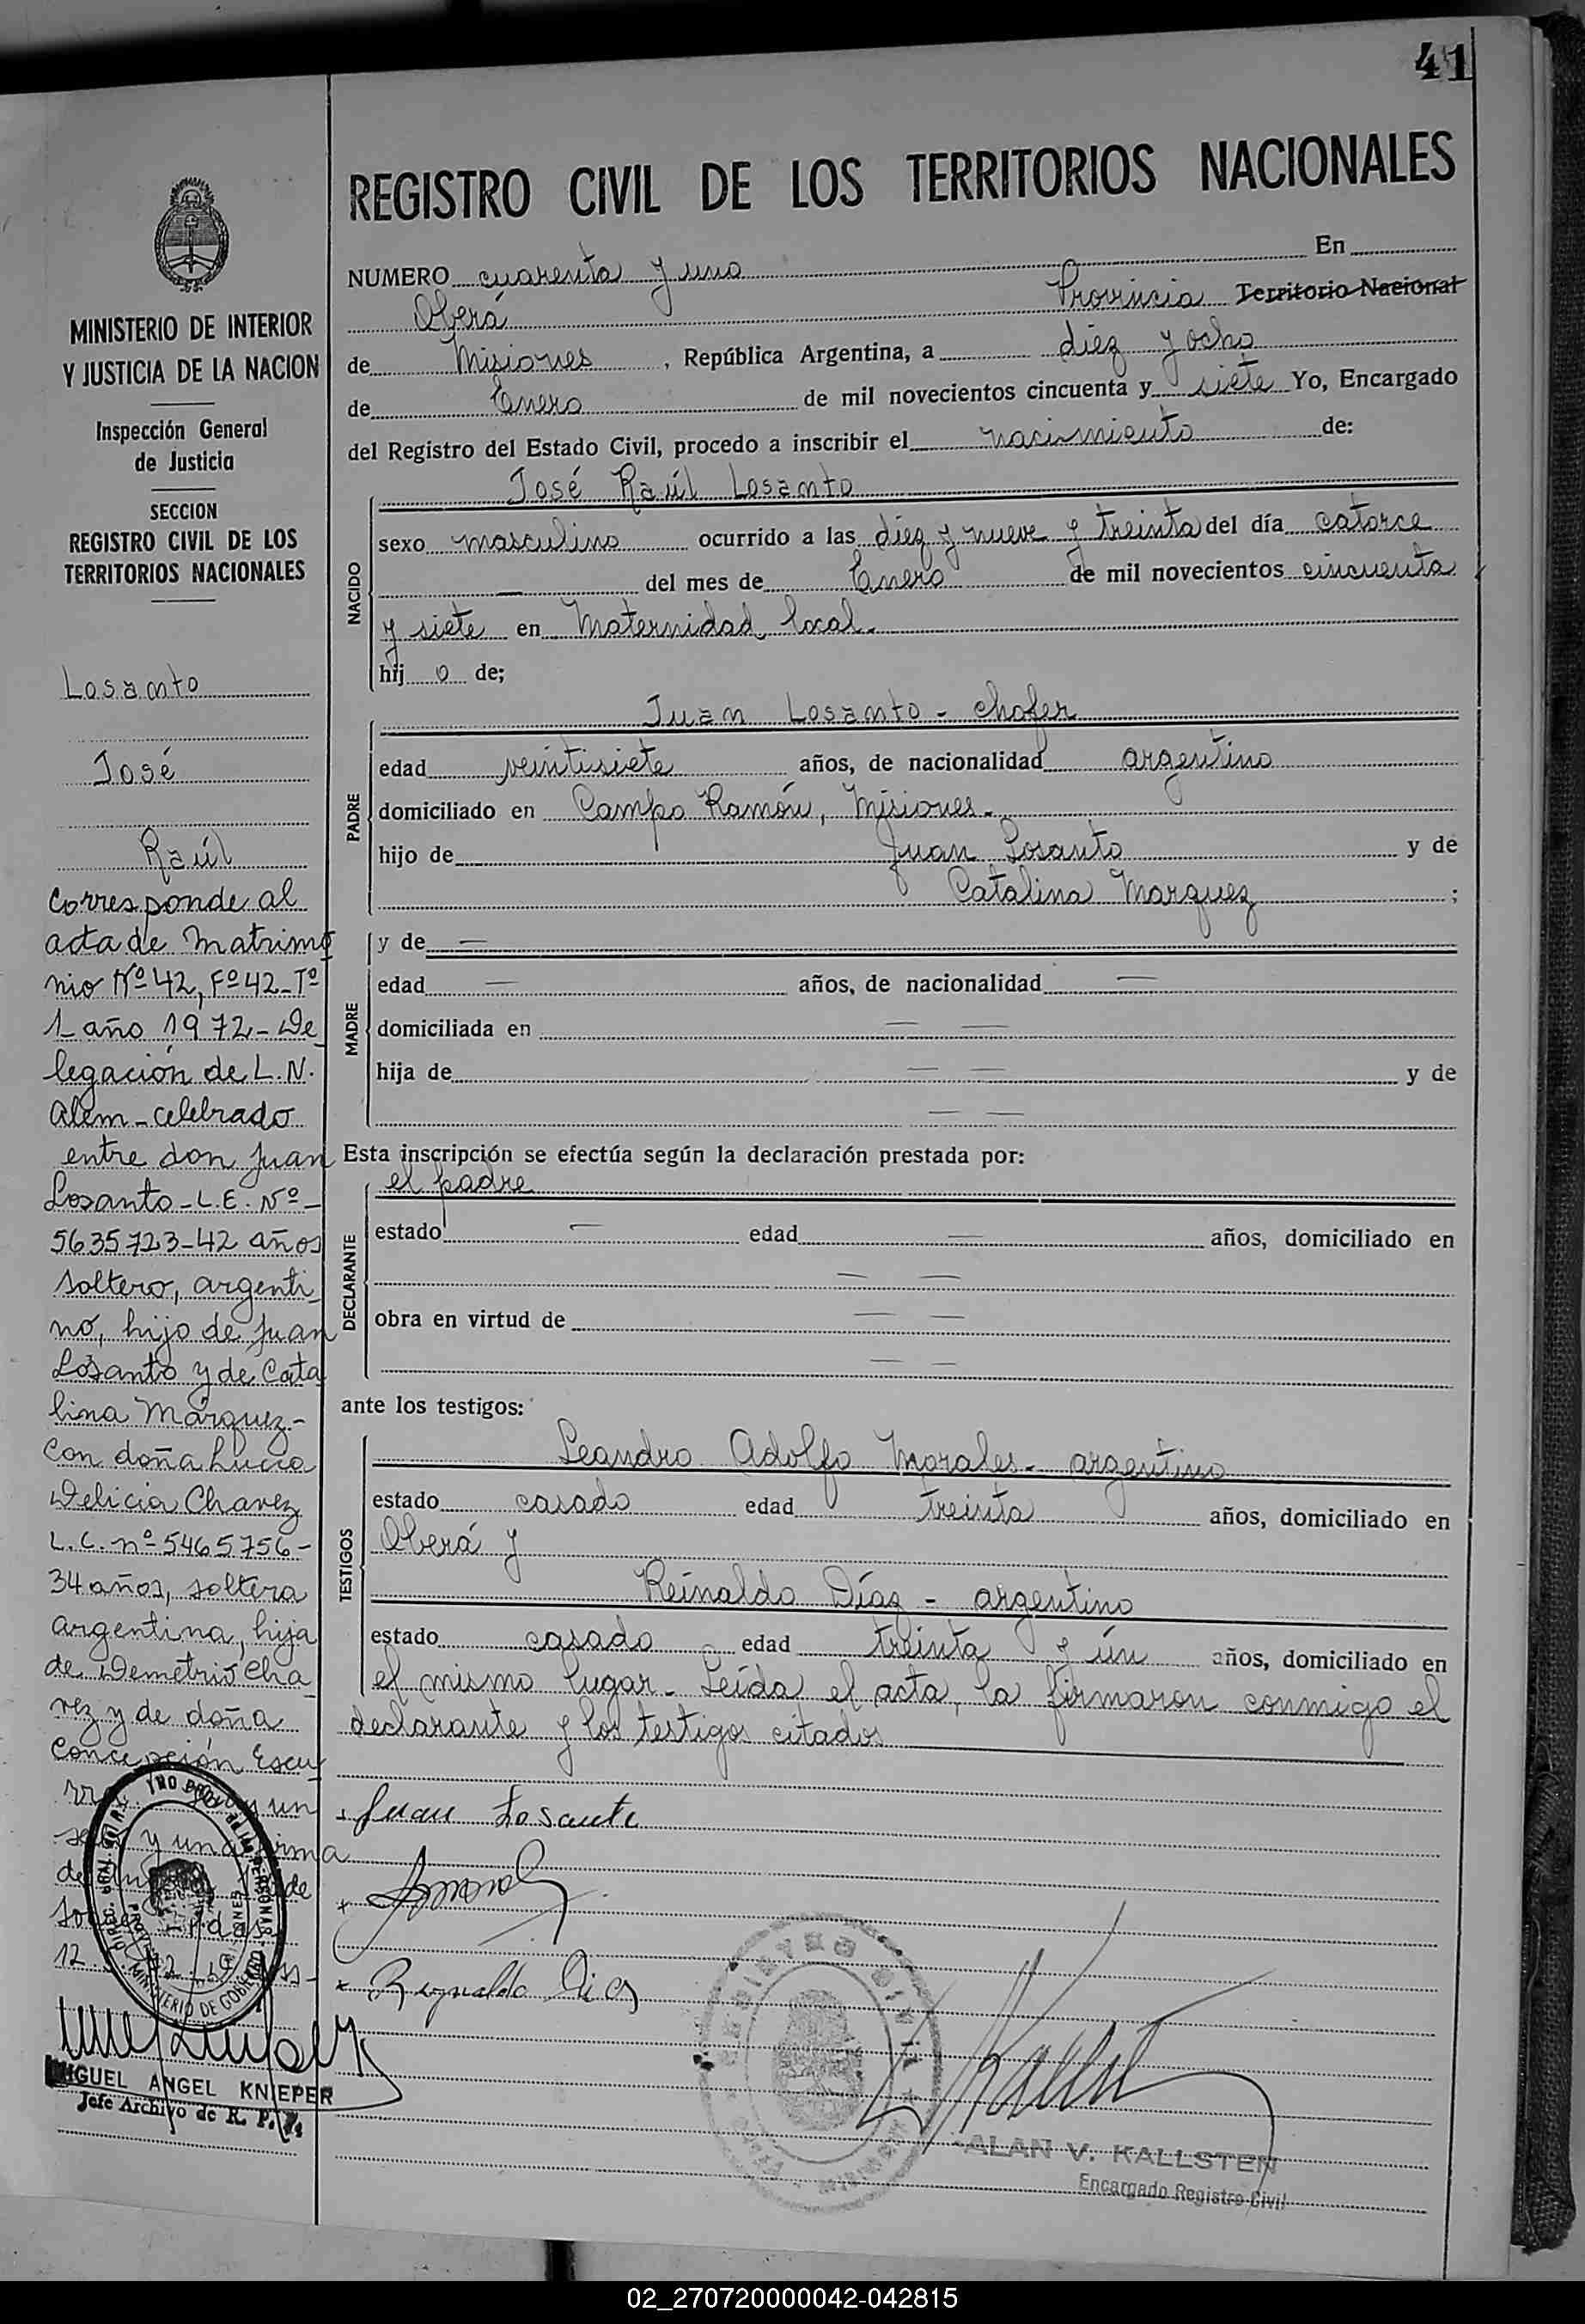 41
REGISTRO CIVIL DE LOS TERRITORIOS NACIONALES
MINISTERIO DE INTERIOR
Y JUSTICIA DE LA NACION
Inspección General
de Justicia
SECCION
REGISTRO CIVIL DE LOS
TERRITORIOS NACIONALES
Losanto
José
Raúl
Corresponde al
acta de Matrimo
nio Nº 42, Fº 42-Tº
1- año 1972- De
legación de L.N.
Alem - celebrado
entre don Juan
Losanto - L.E. Nº -
5635723-42 años
soltero, argenti
no, hijo de Juan
Losanto y de Cata
lina Márquez-
Con doña Lucia
Delicia Chavez
L.C. nº 5465756-
34 años, soltera
argentina, hija
de Demetrio Cha
vez y de doña
Concepción Escu
y un
y una firma
de
12.
MIGUEL ANGEL KNIEPER
Jefe Archivo de R. P.
NUMERO cuarenta y uno En
Oberá Provincia Territorio Nacional
de Misiones , República Argentina, a diez y ocho
de Enero de mil novecientos cincuenta y siete Yo, Encargado
del Registro del Estado Civil, procedo a inscribir el nacimiento de:
NACIDO
José Raúl Losanto
sexo masculino ocurrido a las diez y nueve y treinta del día catorce
— del mes de Enero de mil novecientos cincuenta
y siete en Maternidad local.
hij o de;
PADRE
Juan Losanto - chofer
edad veintisiete años, de nacionalidad argentino
domiciliado en Campo Ramón, Misiones.
hijo de Juan Losanto y de
Catalina Marquez ;
MADRE
y de —
edad — años, de nacionalidad —
domiciliada en — —
hija de — — y de
— —
Esta inscripción se efectúa según la declaración prestada por:
DECLARANTE
el padre
estado — edad — años, domiciliado en
— —
obra en virtud de — —
— —
ante los testigos:
TESTIGOS
Leandro Adolfo Morales - argentino
estado casado edad treinta años, domiciliado en
Oberá y
Reinaldo Díaz - argentino
estado casado edad treinta y ún años, domiciliado en
el mismo lugar. Leída el acta, la firmaron conmigo el
declarante y los testigos citados
Juan Losanto
Reynaldo Dias
ALAN V. KALLSTEN
Encargado Registro Civil
02_270720000042-042815